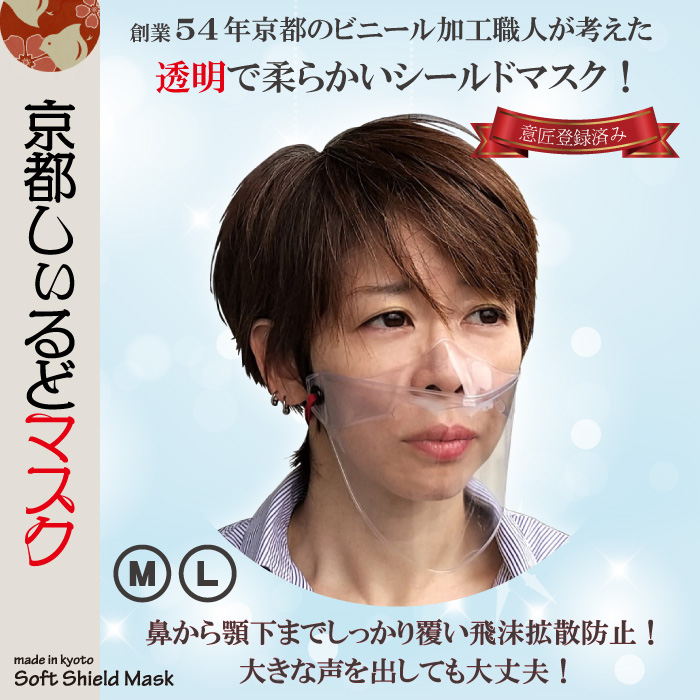 創業54年京都のビニール加工職人が考えた
透明で柔らかいシールドマスク！
意匠登録済み
京都しぃるどマスク
M L
鼻から顎下までしっかり覆い飛沫拡散防止！
大きな声を出しても大丈夫！
made in kyoto
Soft Shield Mask